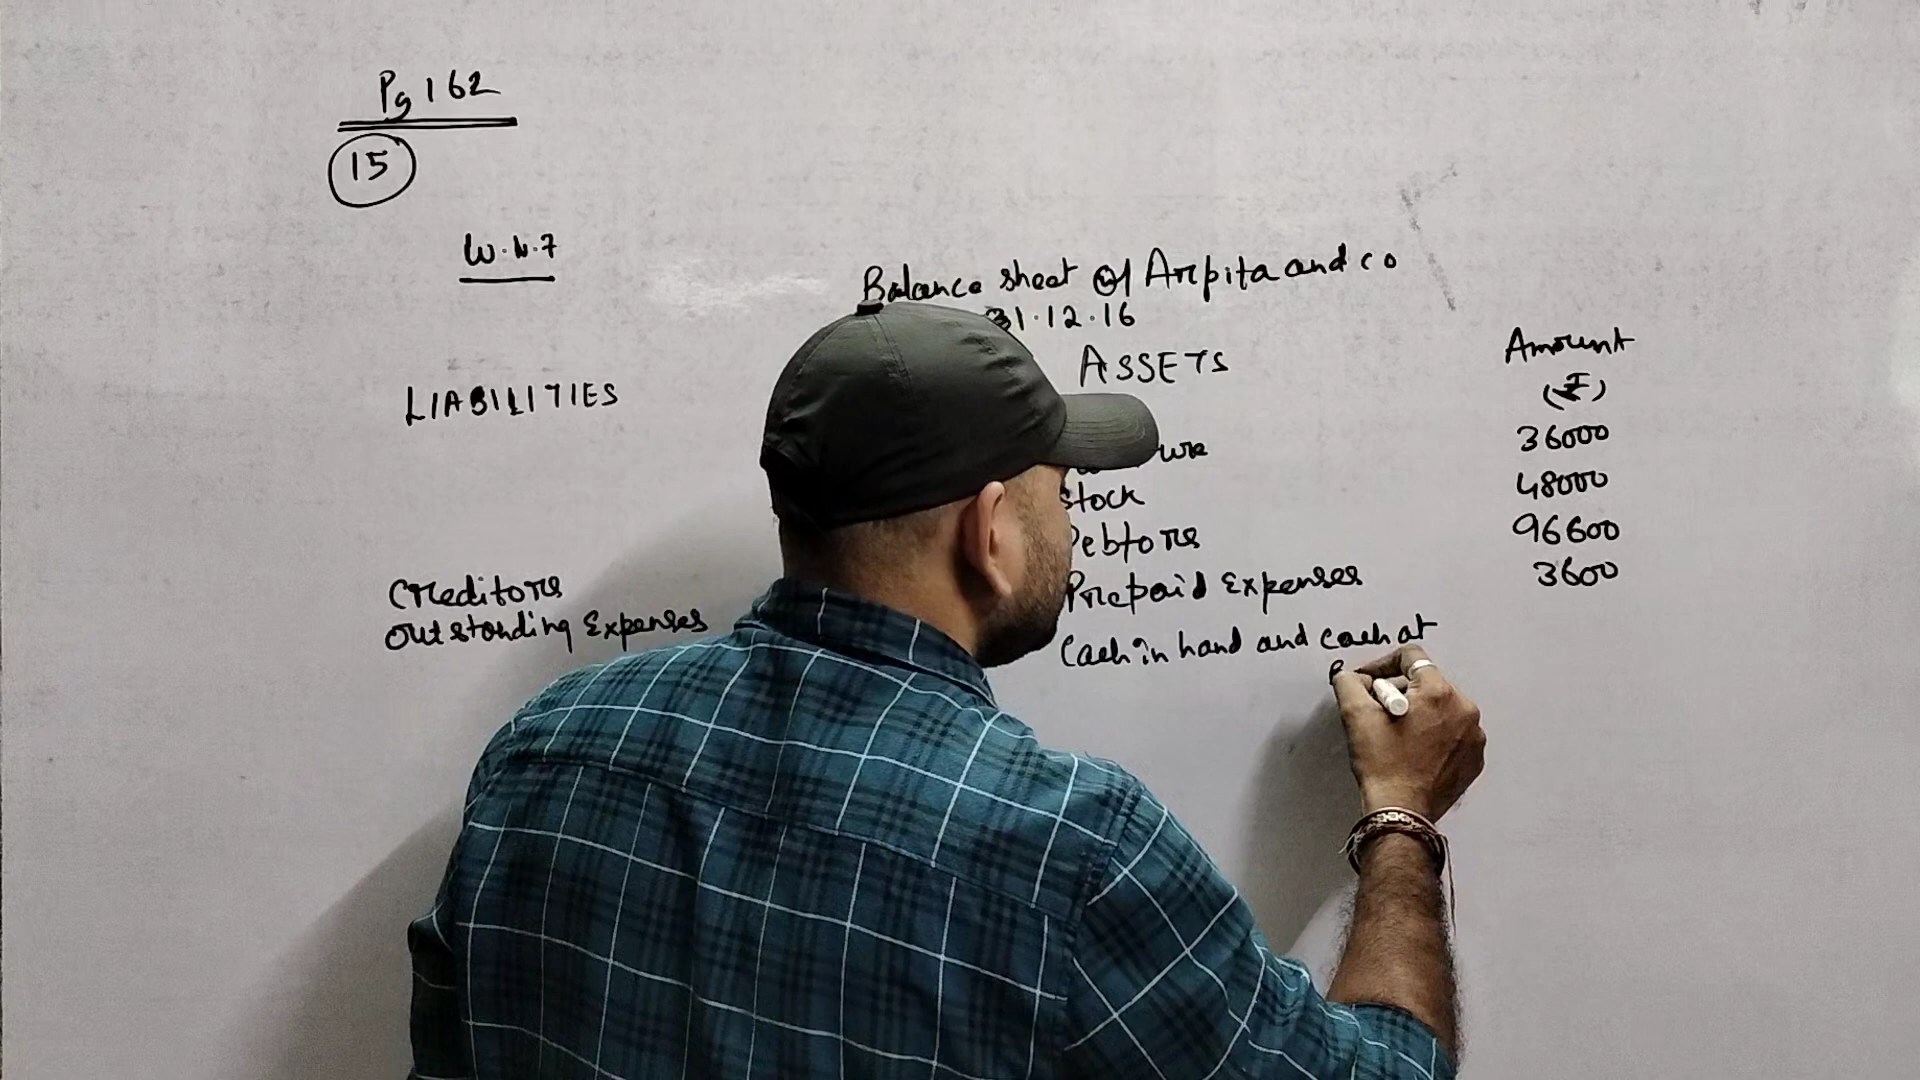 Pg 162
15
W.N.7
Balance sheet of Arpita and co
31.12.16
LIABILITIES
ASSETS
Amount
(₹)
36000
Stock
48000
Debtors
96600
Creditors
Prepaid Expenses
3600
Outstanding Expenses
Cash in hand and cash at